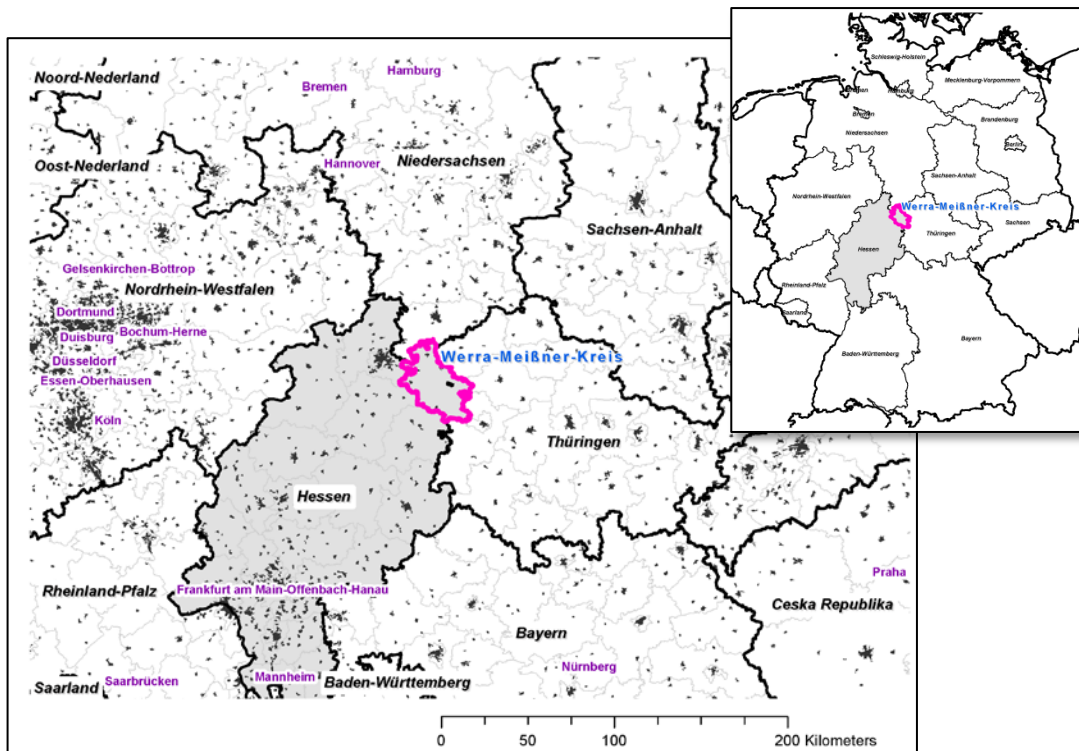 Noord-Nederland
Hamburg
Bremen
Oost-Nederland
Hannover
Niedersachsen
Sachsen-Anhalt
Gelsenkirchen-Bottrop
Nordrhein-Westfalen
Dortmund
Bochum-Herne
Duisburg
Düsseldorf
Essen-Oberhausen
Köln
Werra-Meißner-Kreis
Thüringen
Hessen
Rheinland-Pfalz
Frankfurt am Main-Offenbach-Hanau
Praha
Ceska Republika
Bayern
Nürnberg
Saarland
Saarbrücken
Mannheim
Baden-Württemberg
0 50 100 200 Kilometers
Schleswig-Holstein
Mecklenburg-Vorpommern
Bremen
Hamburg
Bremen
Brandenburg
Niedersachsen
Berlin
Sachsen-Anhalt
Nordrhein-Westfalen
Werra-Meißner-Kreis
Sachsen
Thüringen
Hessen
Rheinland-Pfalz
Saarland
Bayern
Baden-Württemberg